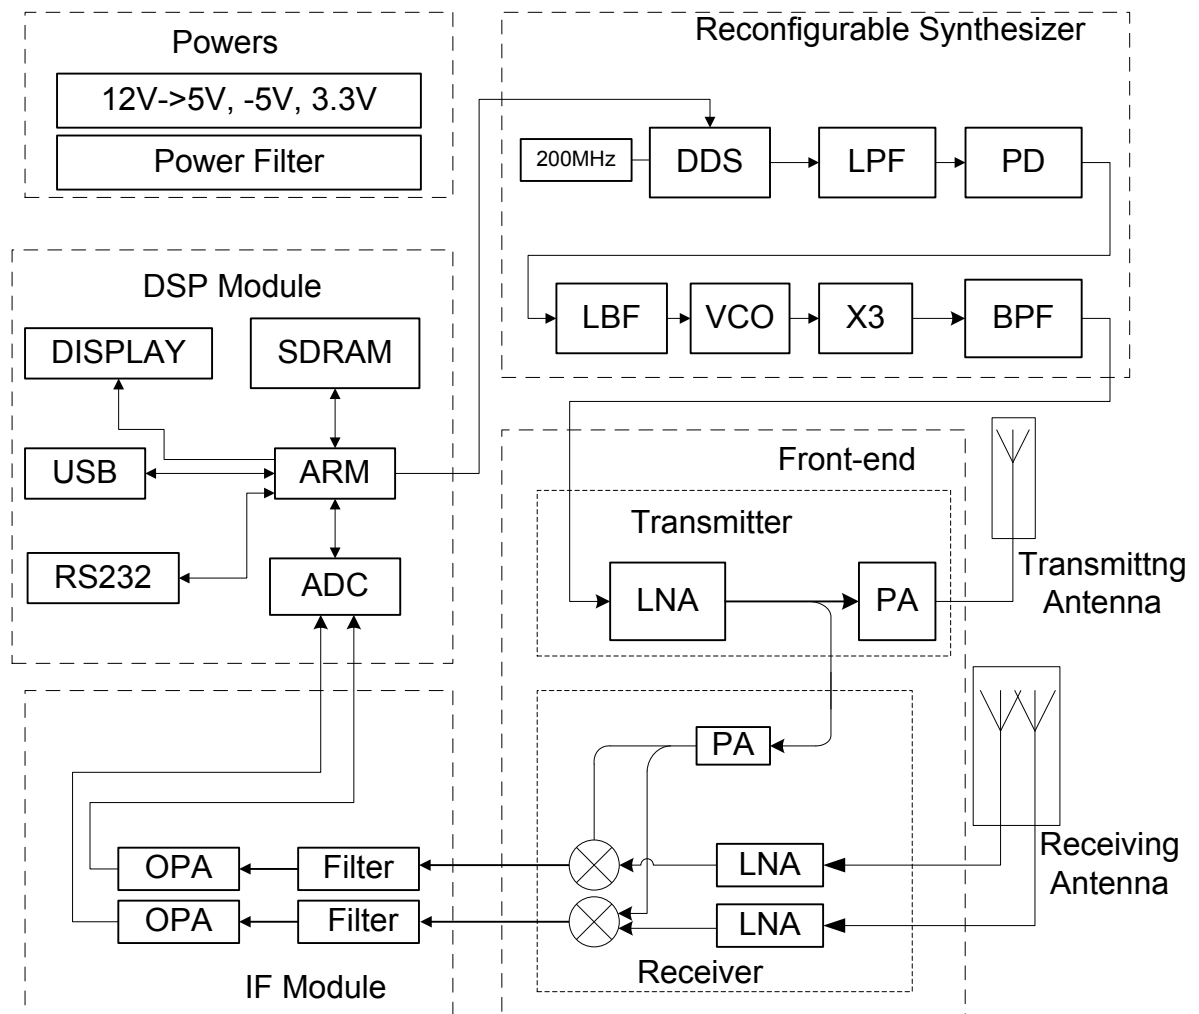 Powers
12V->5V, -5V, 3.3V
Power Filter
Reconfigurable Synthesizer
200MHz
DDS
LPF
PD
LBF
VCO
X3
BPF
DSP Module
DISPLAY
SDRAM
USB
ARM
RS232
ADC
Front-end
Transmitter
LNA
PA
Transmittng
Antenna
PA
LNA
LNA
Receiver
Receiving
Antenna
OPA
Filter
OPA
Filter
IF Module